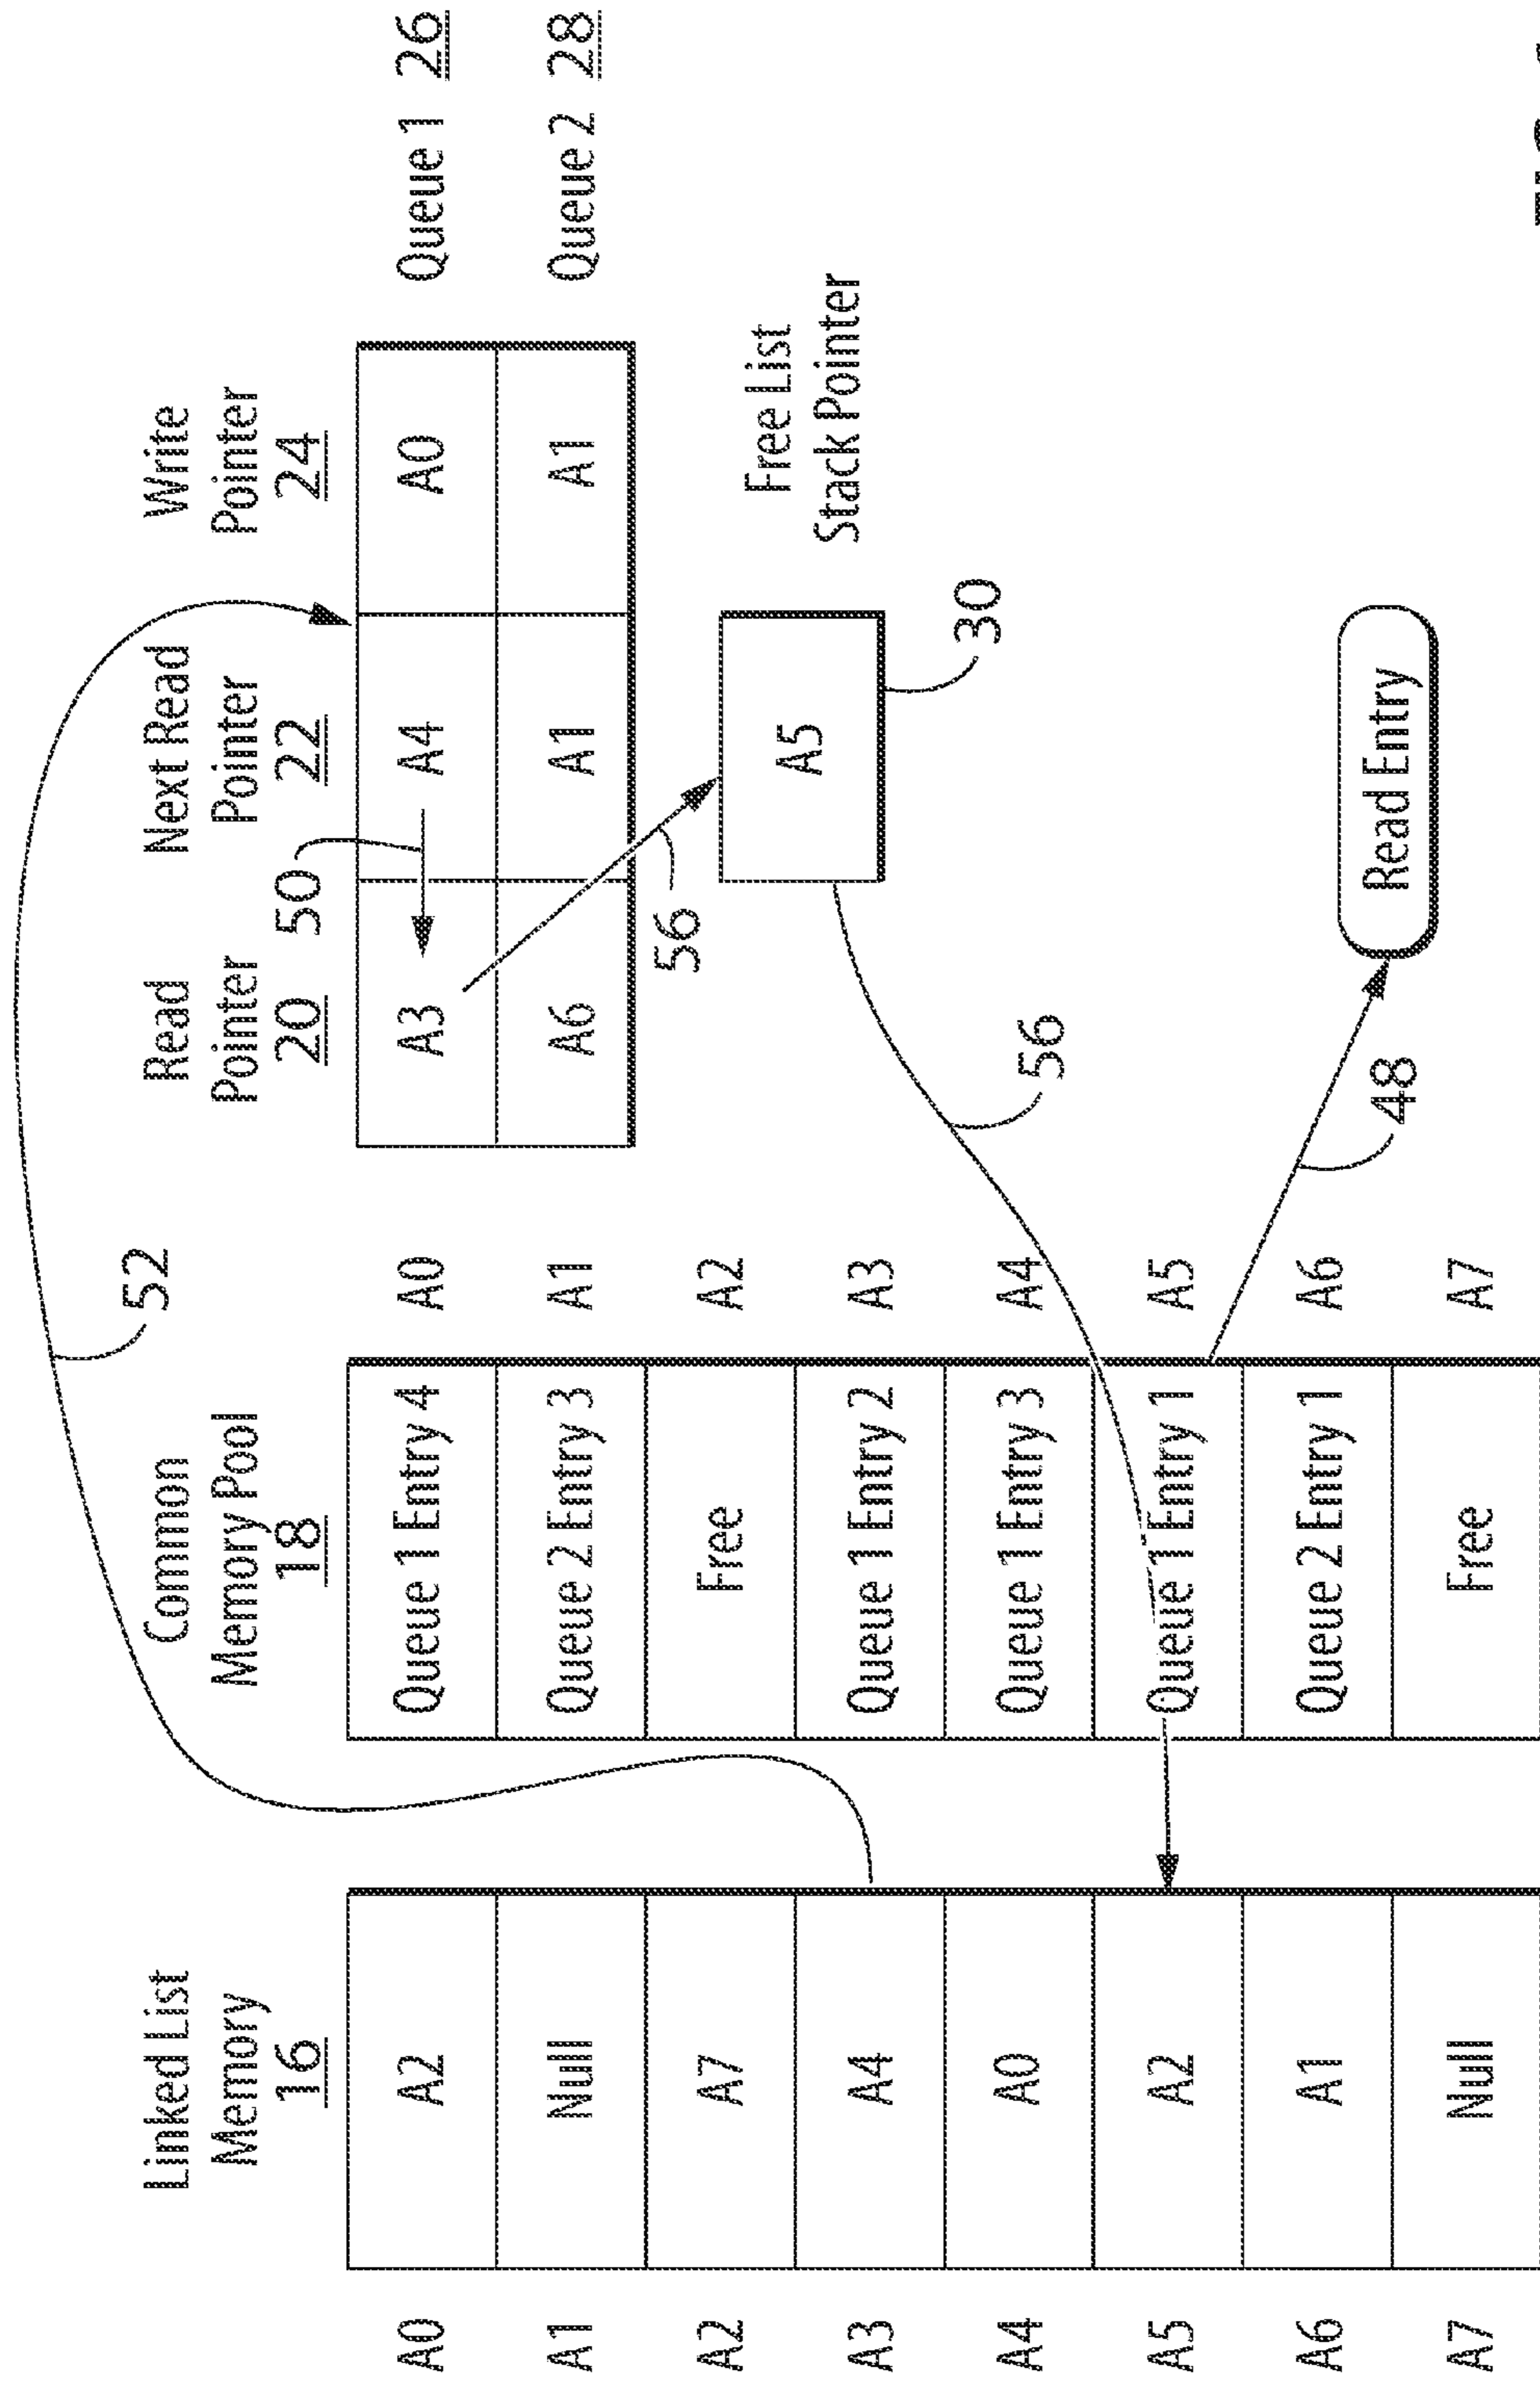 Linked List
Memory
16
Common
Memory Pool
18
52
Read
Pointer
20
50
Next Read
Pointer
22
Write
Pointer
24
A0
A2
Queue 1 Entry 4
A0
A3
A4
A0
Queue 1 26
A1
Null
Queue 2 Entry 3
A1
A6
A1
A1
Queue 2 28
A2
A7
Free
A2
56
A5
Free List
Stack Pointer
30
A3
A4
Queue 1 Entry 2
A3
A4
A0
Queue 1 Entry 3
A4
56
A5
A2
Queue 1 Entry 1
A5
A6
A1
Queue 2 Entry 1
A6
48
Read Entry
A7
Null
Free
A7